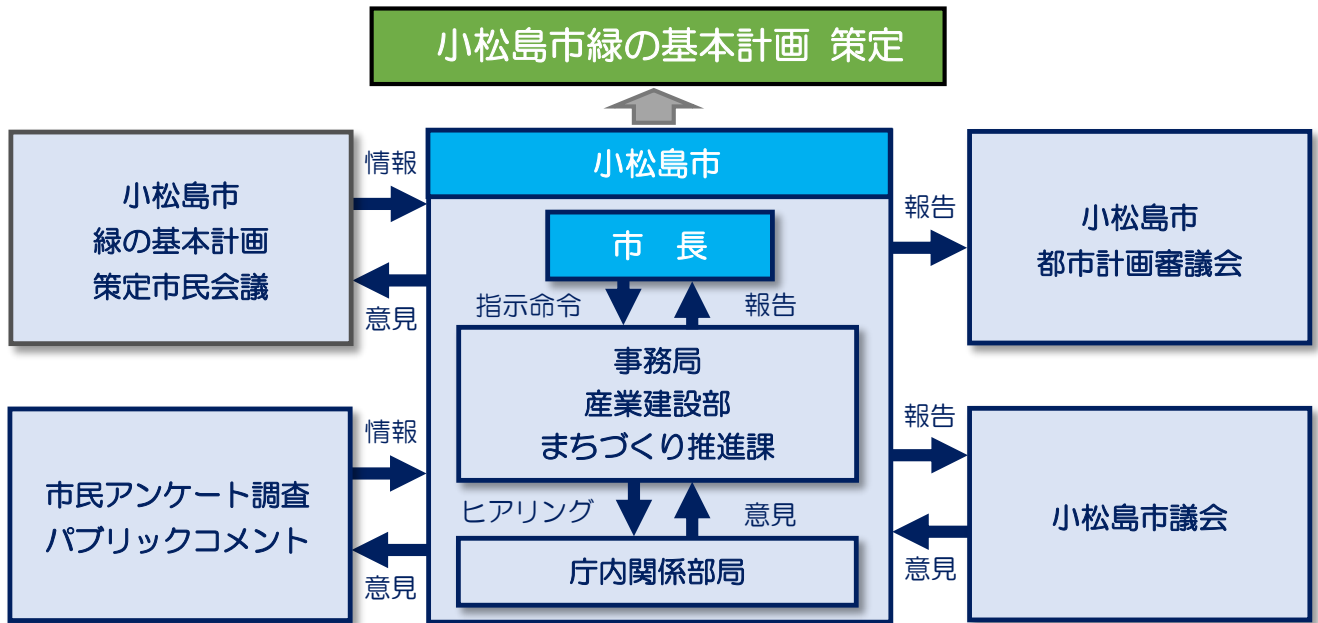 小松島市緑の基本計画 策定
小松島市
緑の基本計画
策定市民会議
情報
意見
市民アンケート調査
パブリックコメント
情報
意見
小松島市
市 長
指示命令
報告
事務局
産業建設部
まちづくり推進課
ヒアリング
意見
庁内関係部局
報告
小松島市
都市計画審議会
報告
意見
小松島市議会